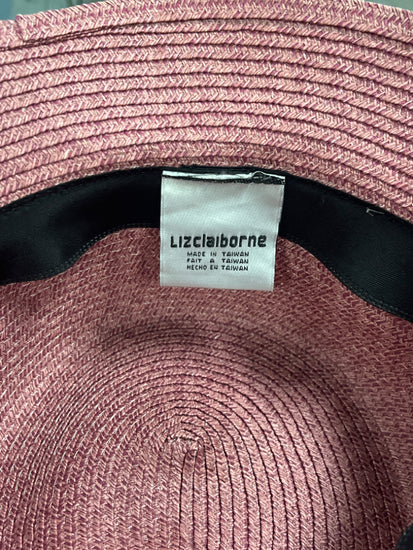 Lizclaiborne
MADE IN TAIWAN
FAIT A TAIWAN
HECHO EN TAIWAN